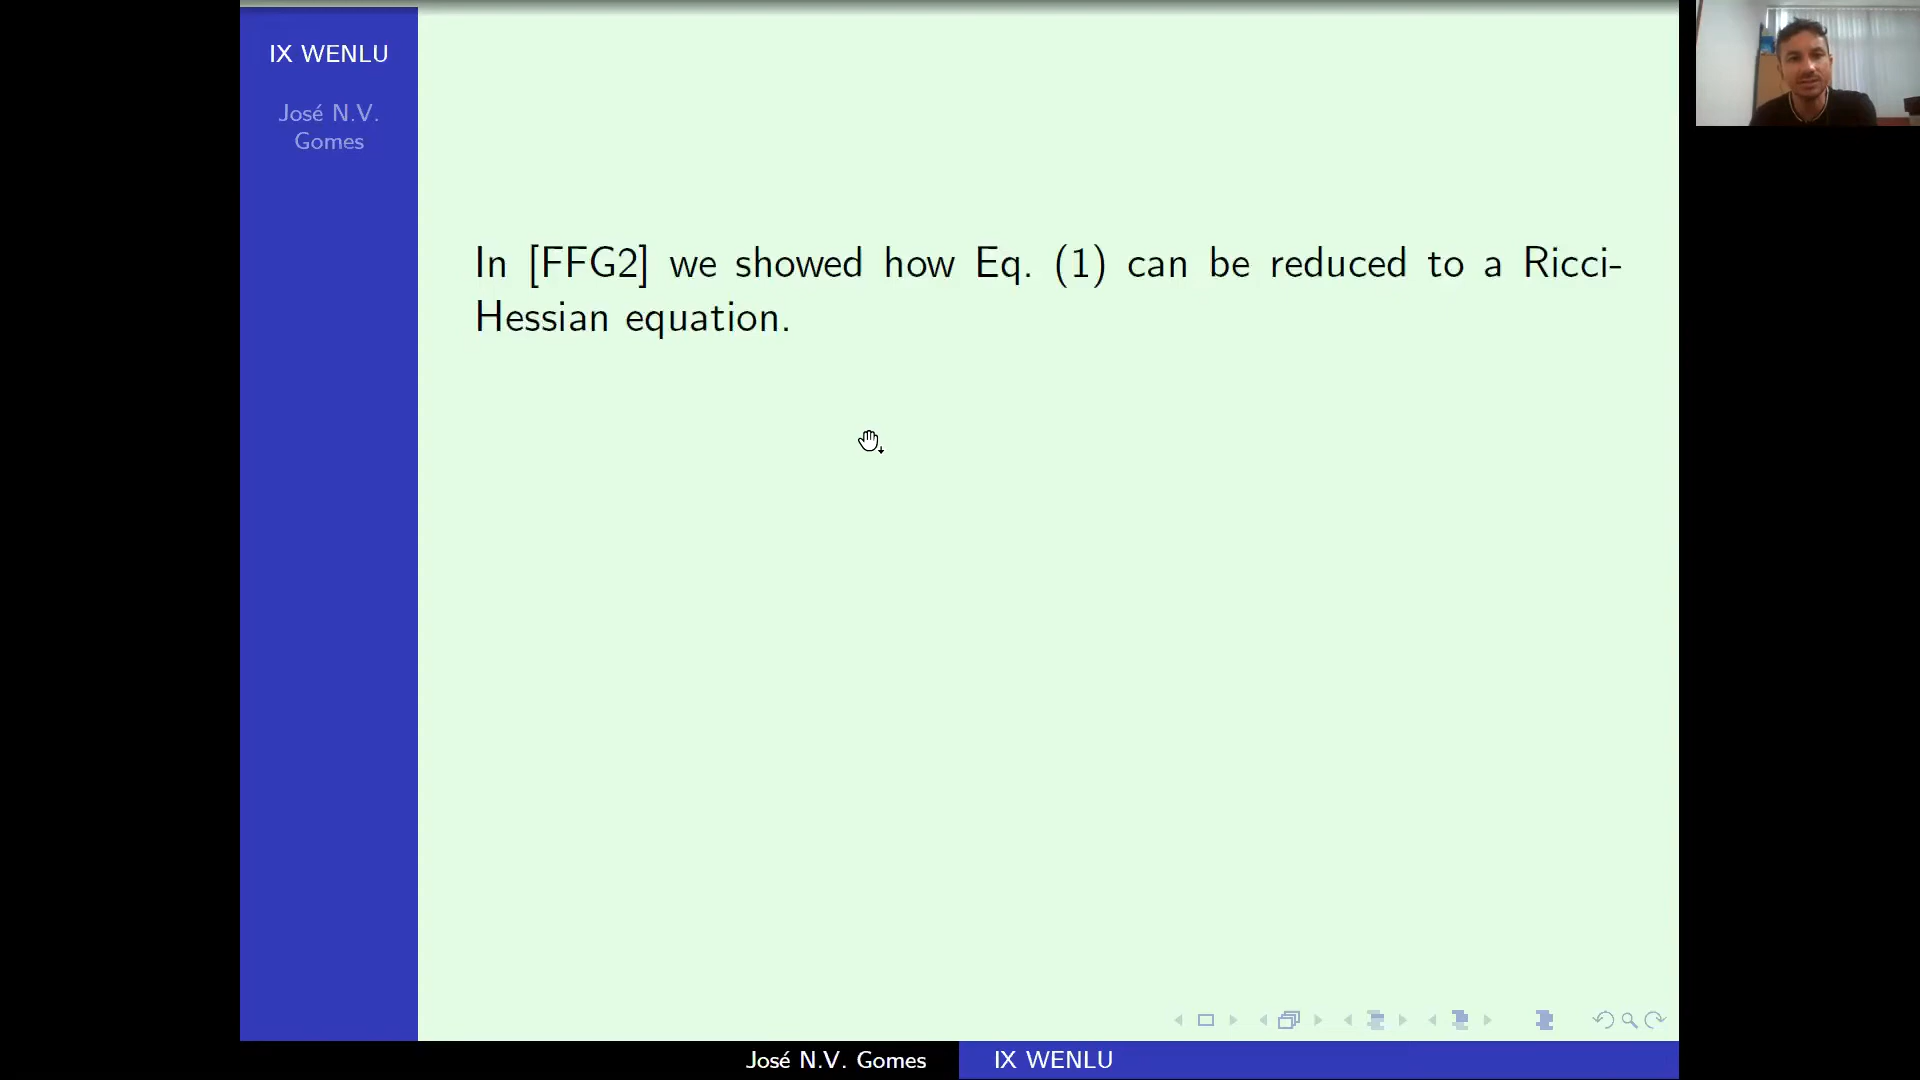 IX WENLU
José N.V.
Gomes
In [FFG2] we showed how Eq. (1) can be reduced to a Ricci-
Hessian equation.
José N.V. Gomes
IX WENLU